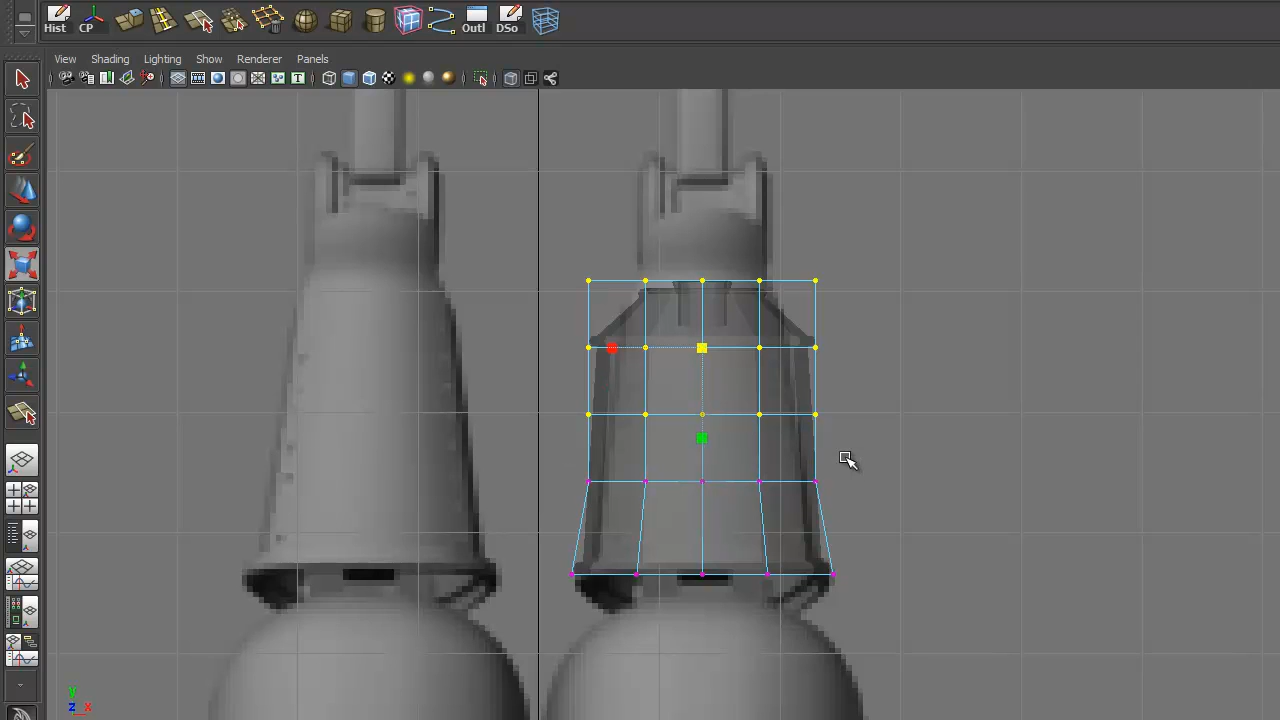 Hist CP Outl DSo
View Shading Lighting Show Renderer Panels
T
y
z x